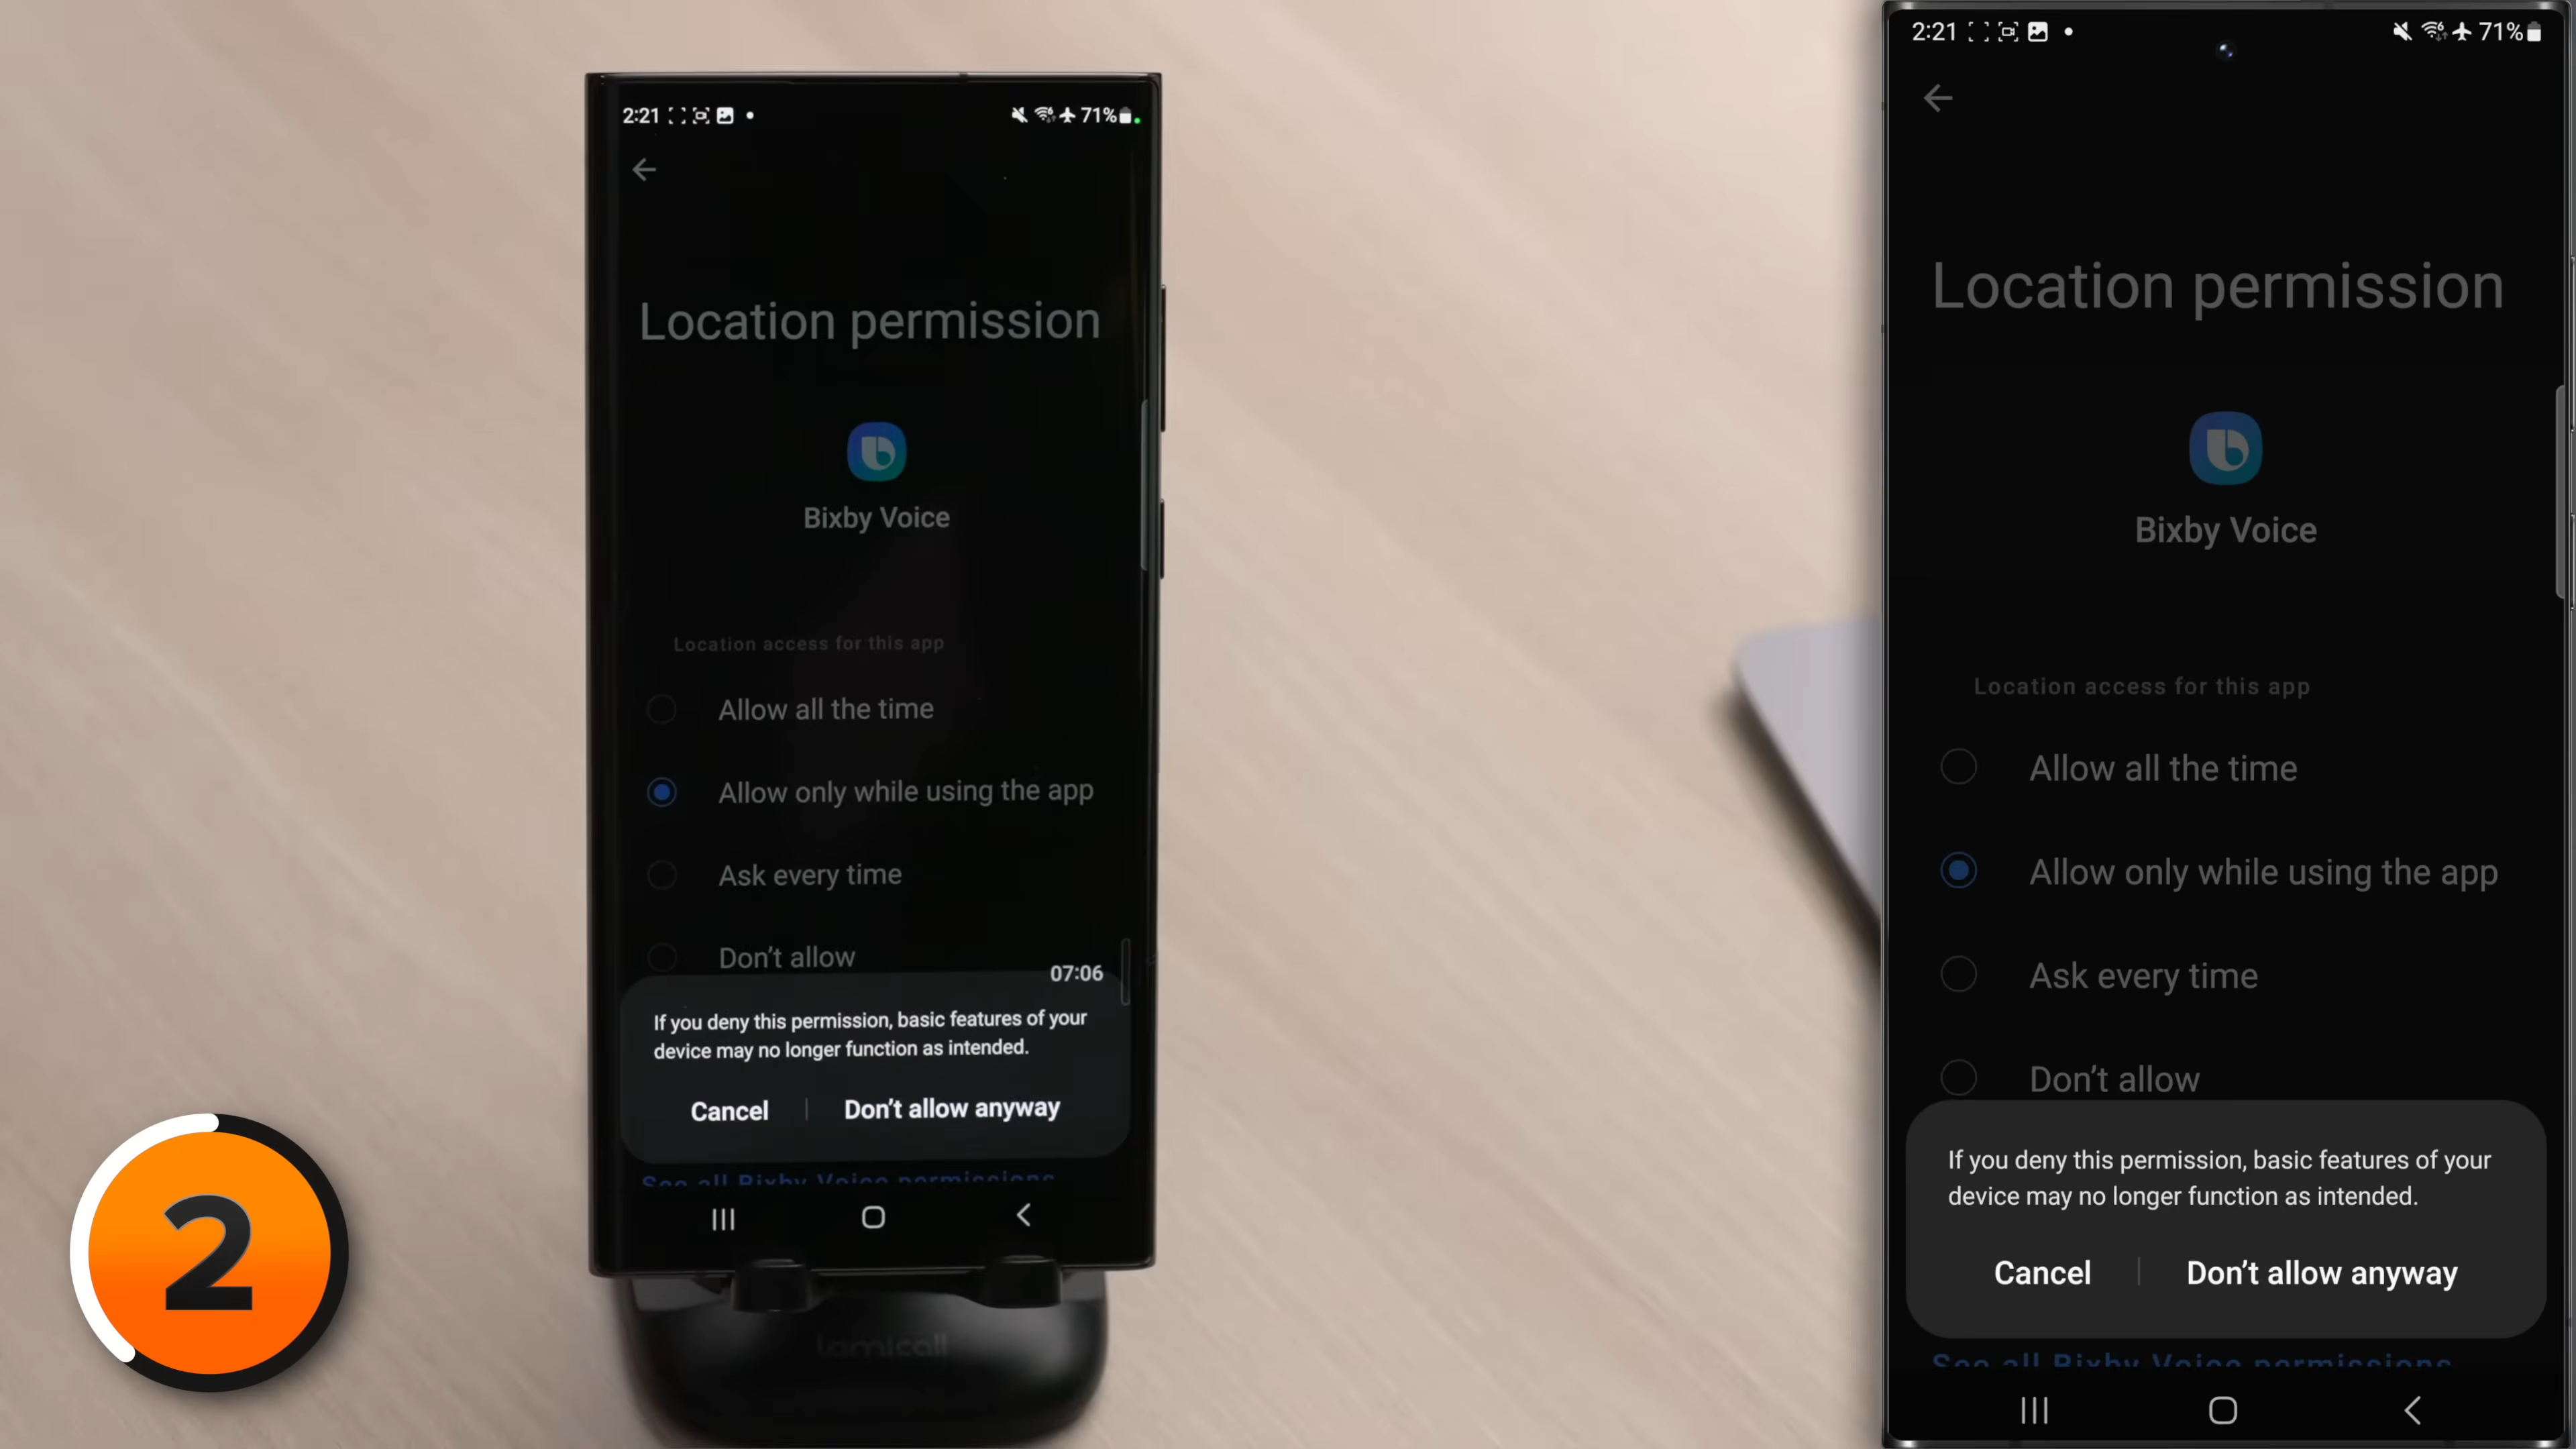 2:21
71%
Location permission
Bixby Voice
Location access for this app
Allow all the time
Allow only while using the app
Ask every time
Don't allow
07:06
If you deny this permission, basic features of your
device may no longer function as intended.
Cancel
Don't allow anyway
See all Bixby Voice permissions
lamicall
2
2:21
71%
Location permission
Bixby Voice
Location access for this app
Allow all the time
Allow only while using the app
Ask every time
Don't allow
If you deny this permission, basic features of your
device may no longer function as intended.
Cancel
Don't allow anyway
See all Bixby Voice permissions